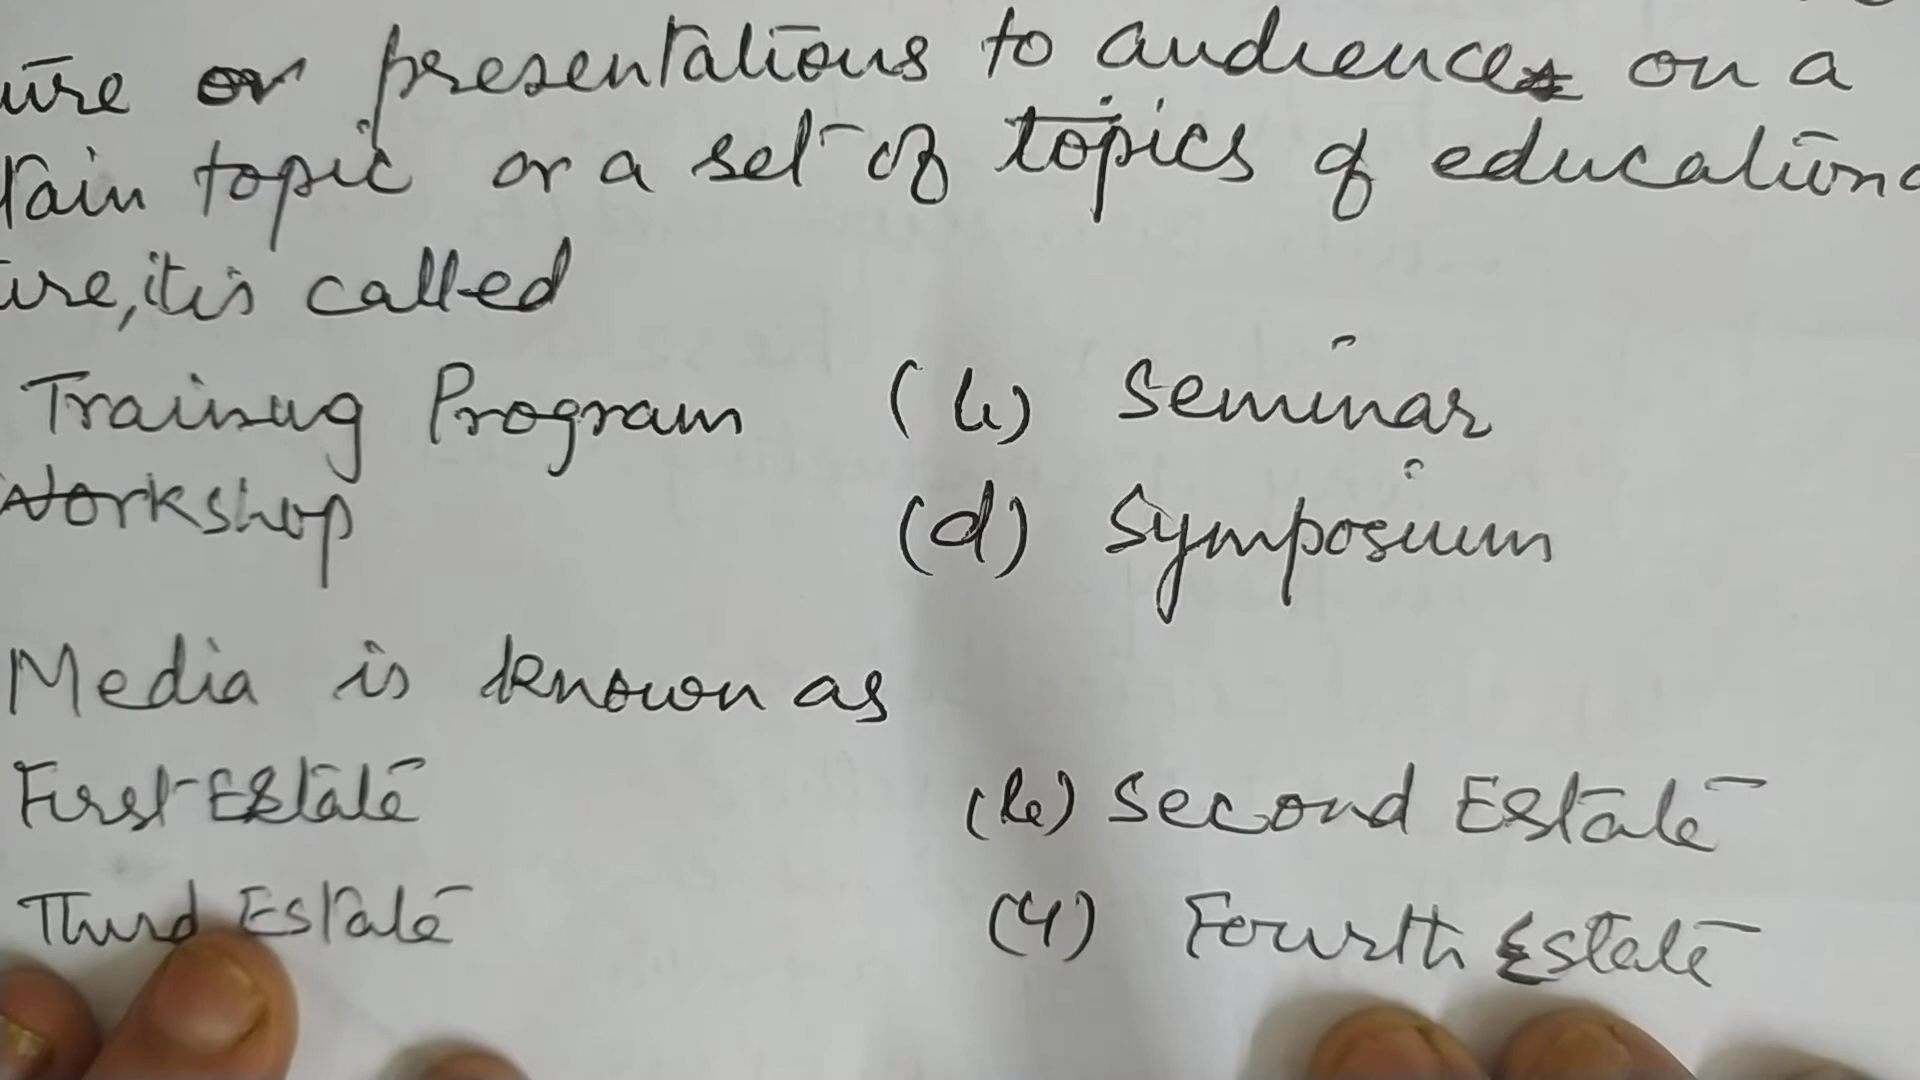 ure or presentations to audiences on a
tain topic or a set of topics of educationa
ure, it is called
Training Program (b) Seminar
Workshop (d) Symposium
Media is known as
First Estate (b) Second Estate
Third Estate (4) Fourth Estate